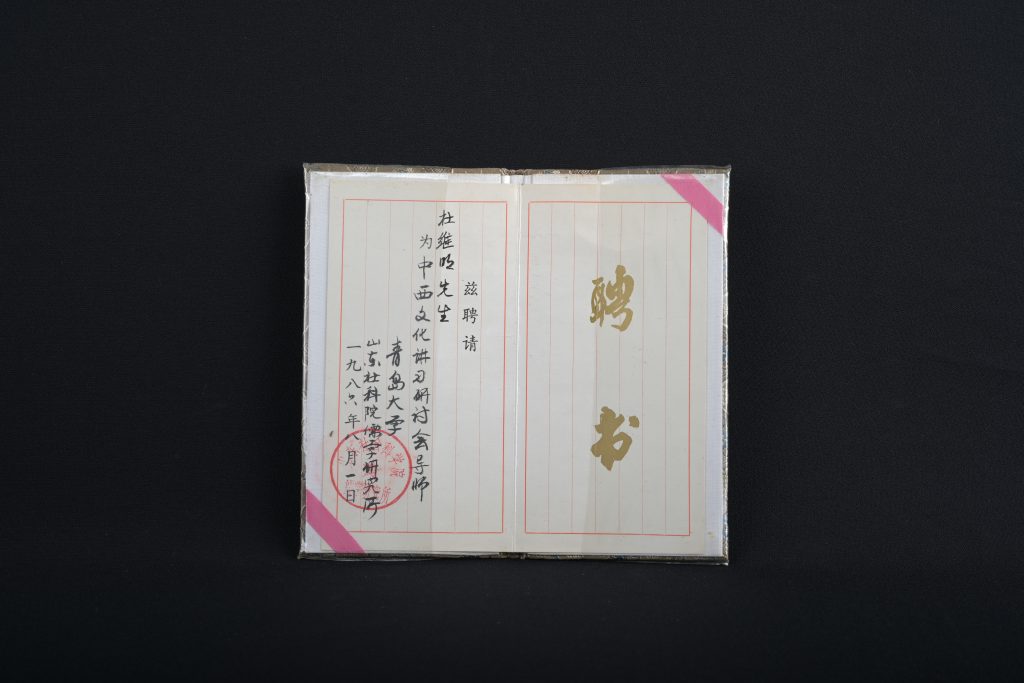 聘书
兹聘请
杜维明先生
为中西文化讲习研讨会导师
青岛大学
山东社科院儒学研究所
一九八六年八月一日